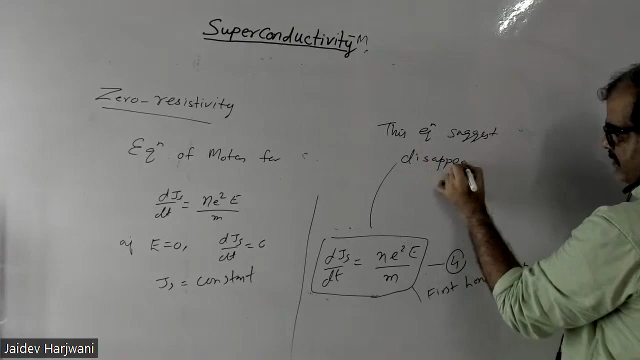 Superconductivity
Zero-resistivity
Eqⁿ of Motion for
dJs/dt = ne²E/m
if E=0, dJs/dt = 0
Js = constant
This eqⁿ suggest
disappea
dJs/dt = ne²E/m — 4
First
Jaidev Harjwani